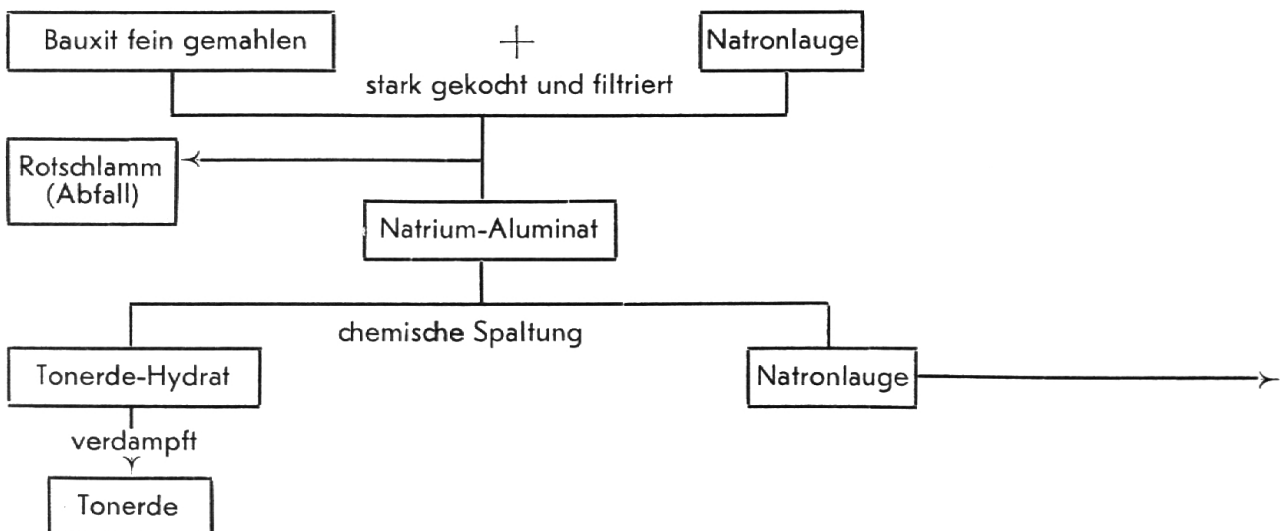 Bauxit fein gemahlen + Natronlauge
stark gekocht und filtriert
Rotschlamm
(Abfall)
Natrium-Aluminat
chemische Spaltung
Tonerde-Hydrat
Natronlauge
verdampft
Tonerde